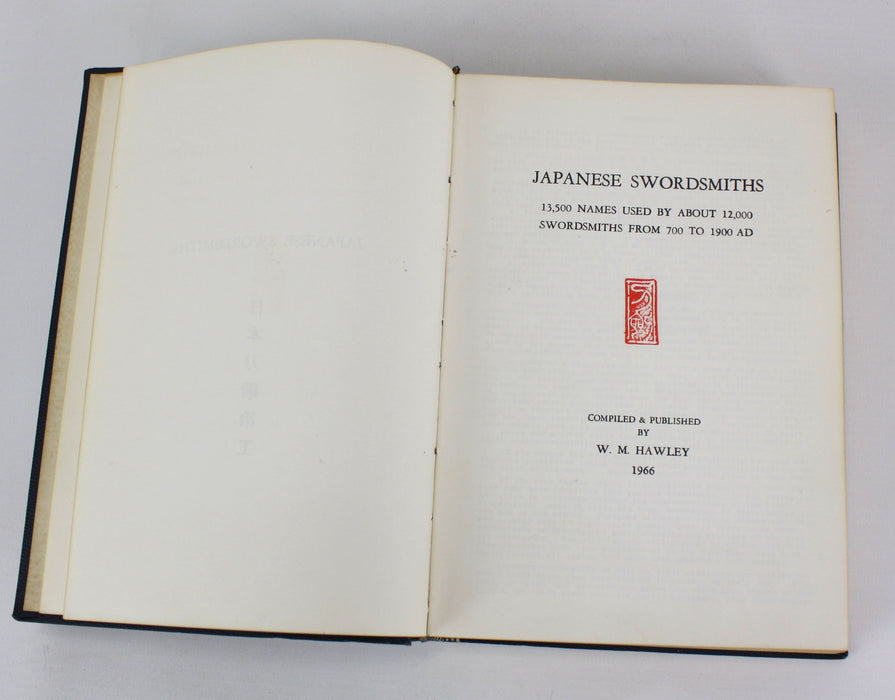 JAPANESE SWORDSMITHS
13,500 NAMES USED BY ABOUT 12,000
SWORDSMITHS FROM 700 TO 1900 AD
COMPILED & PUBLISHED
BY
W. M. HAWLEY
1966